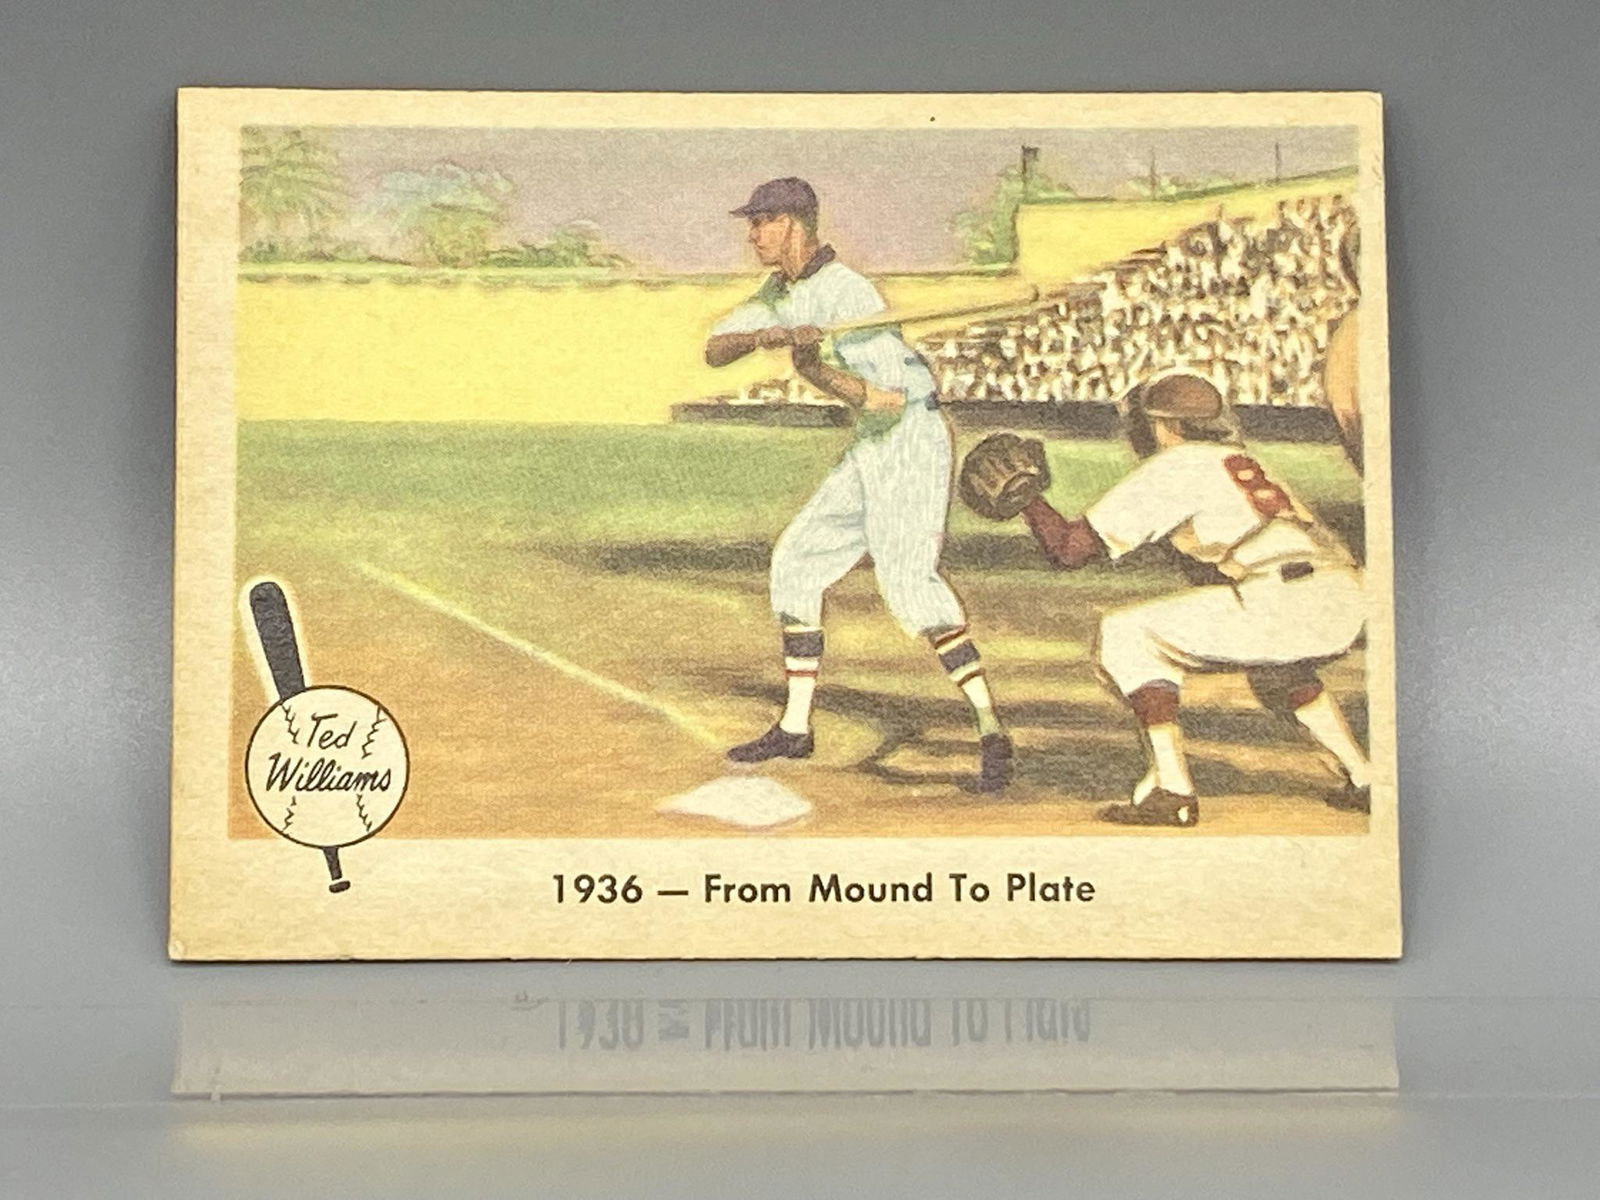 Ted
Williams
1936 — From Mound To Plate